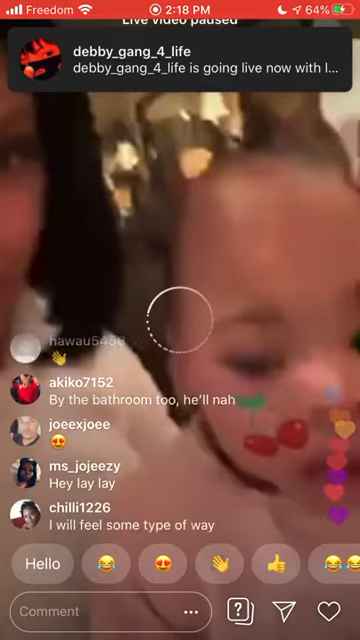 Freedom
2:18 PM
64%
Live video paused
debby_gang_4_life
debby_gang_4_life is going live now with l...
hawau5458
👋
akiko7152
By the bathroom too, he'll nah
joeexjoee
😍
ms_jojeezy
Hey lay lay
chilli1226
I will feel some type of way
Hello 😂 😍 👋 👍 😂😂
Comment ...
?